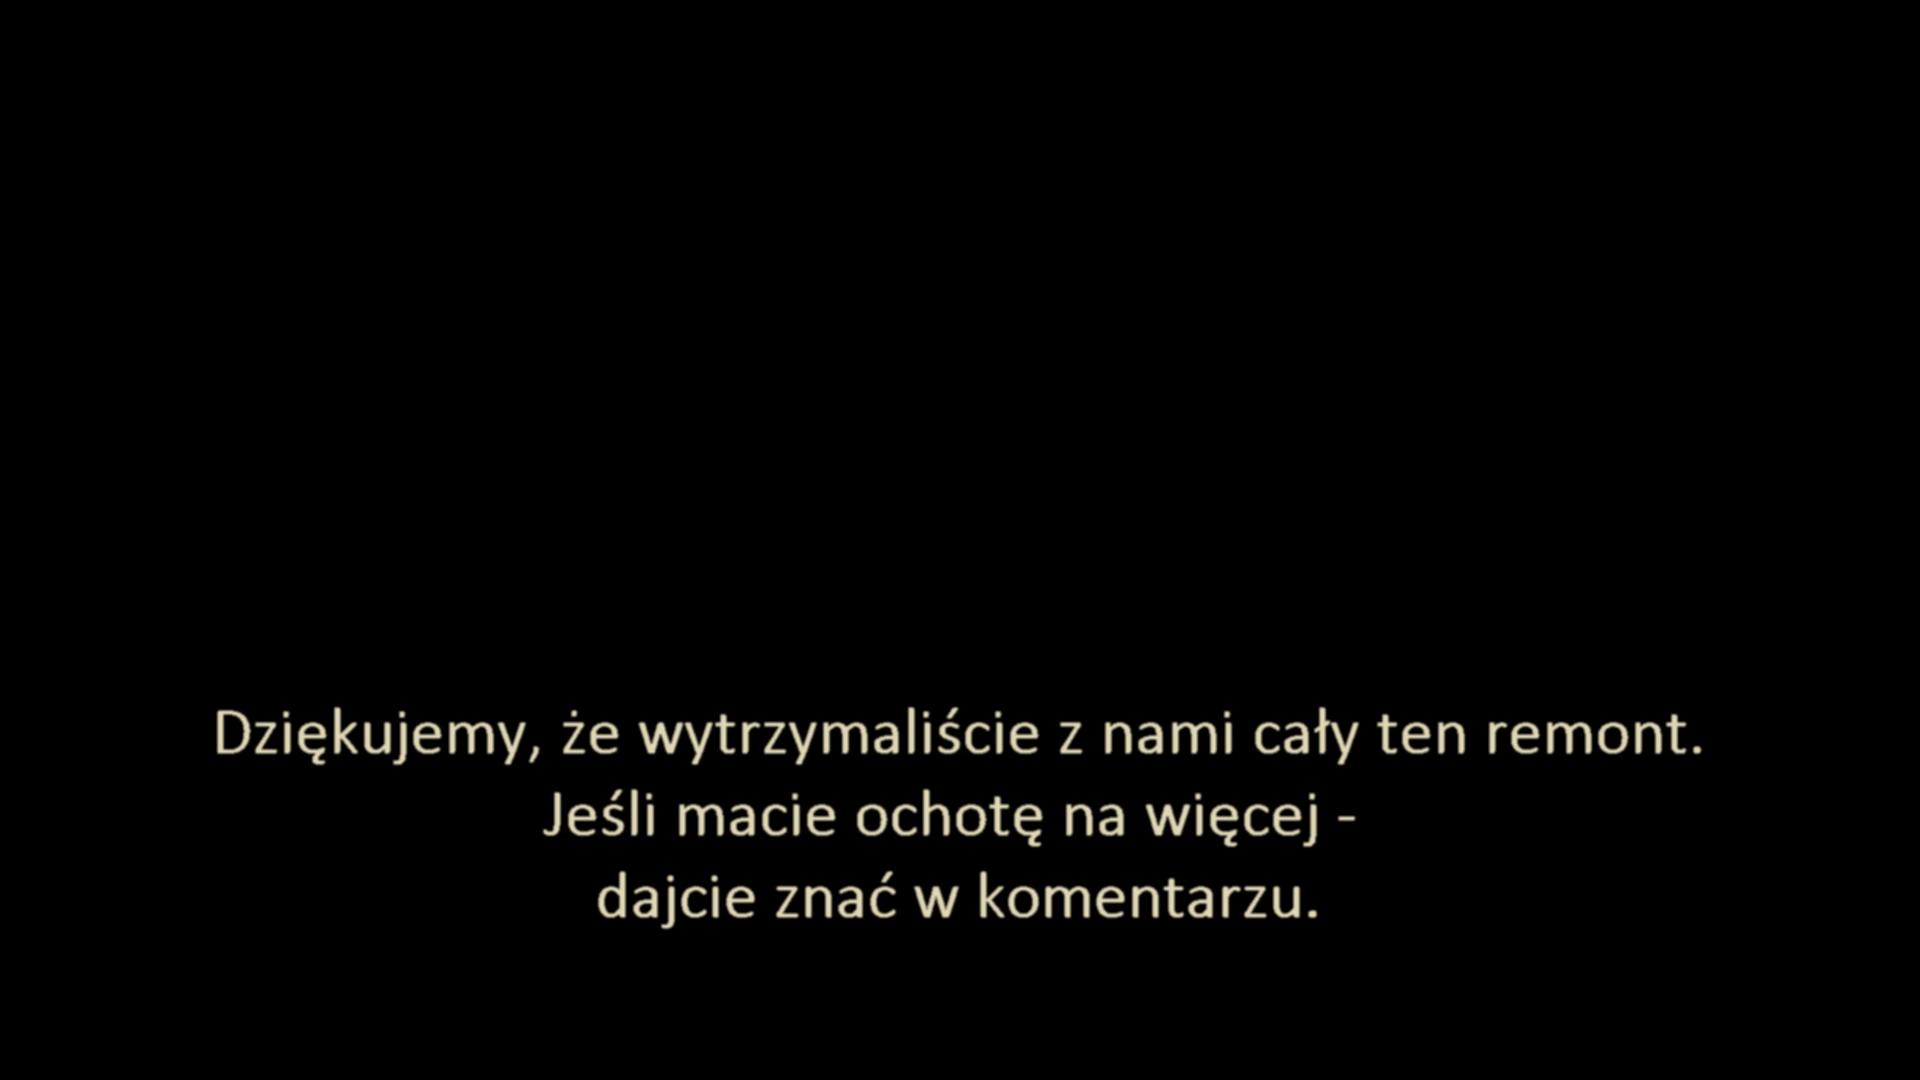 Dziękujemy, że wytrzymaliście z nami cały ten remont.
Jeśli macie ochotę na więcej -
dajcie znać w komentarzu.